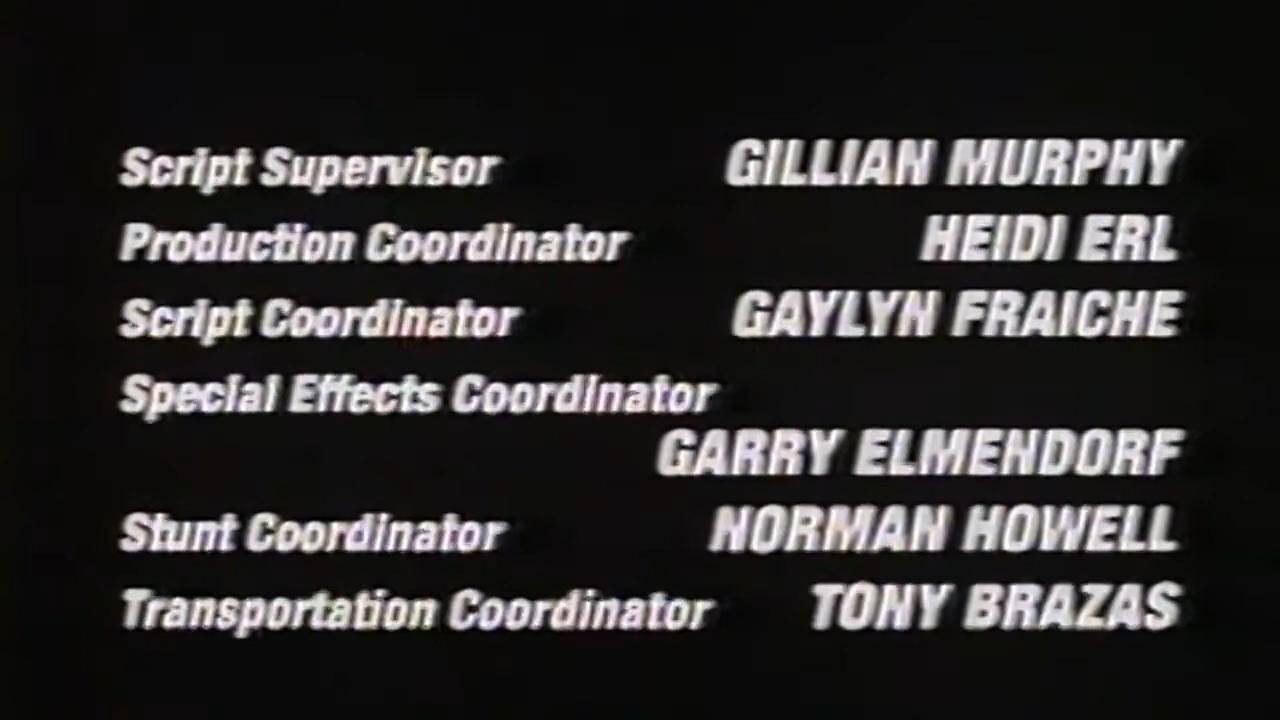 Script Supervisor GILLIAN MURPHY
Production Coordinator HEIDI ERL
Script Coordinator GAYLYN FRAICHE
Special Effects Coordinator
GARRY ELMENDORF
Stunt Coordinator NORMAN HOWELL
Transportation Coordinator TONY BRAZAS